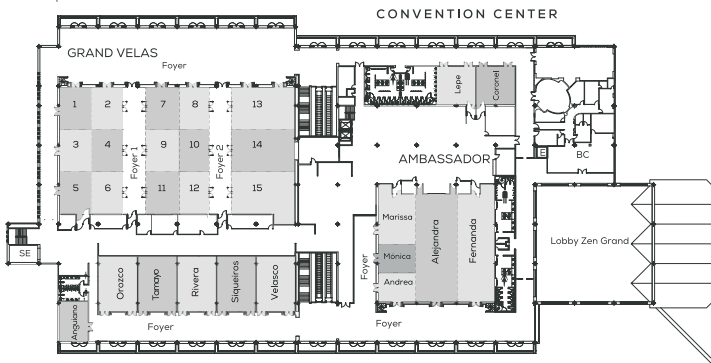 CONVENTION CENTER
GRAND VELAS
Foyer
1
2
7
8
13
3
4
9
10
14
5
6
11
12
15
Foyer 1
Foyer 2
Lepe
Coronel
AMBASSADOR
E
BC
Marissa
Mónica
Andrea
Alejandra
Fernanda
Foyer
Lobby Zen Grand
SE
Orozco
Tamayo
Rivera
Siqueiros
Velasco
Anguiano
Foyer
Foyer